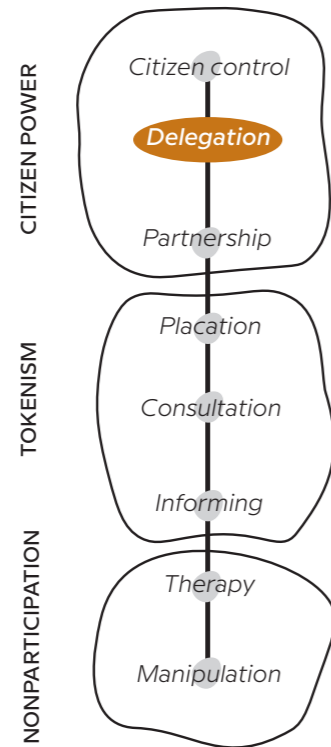 CITIZEN POWER
Citizen control
Delegation
Partnership
TOKENISM
Placation
Consultation
Informing
NONPARTICIPATION
Therapy
Manipulation